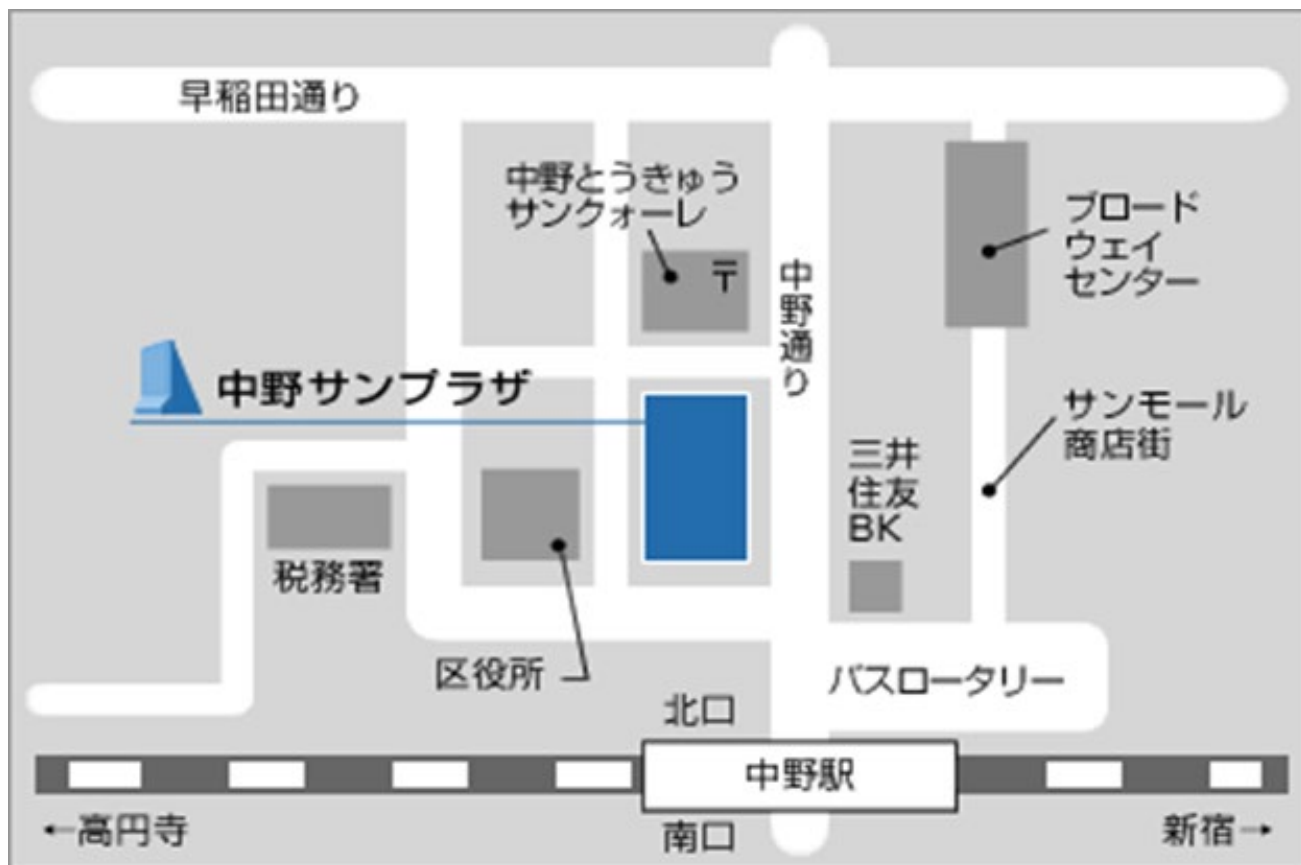 早稲田通り
中野とうきゅう
サンクォーレ
〒
ブロード
ウェイ
センター
中野通り
中野サンプラザ
サンモール
商店街
三井
住友
BK
税務署
区役所
バスロータリー
北口
中野駅
←高円寺
南口
新宿→